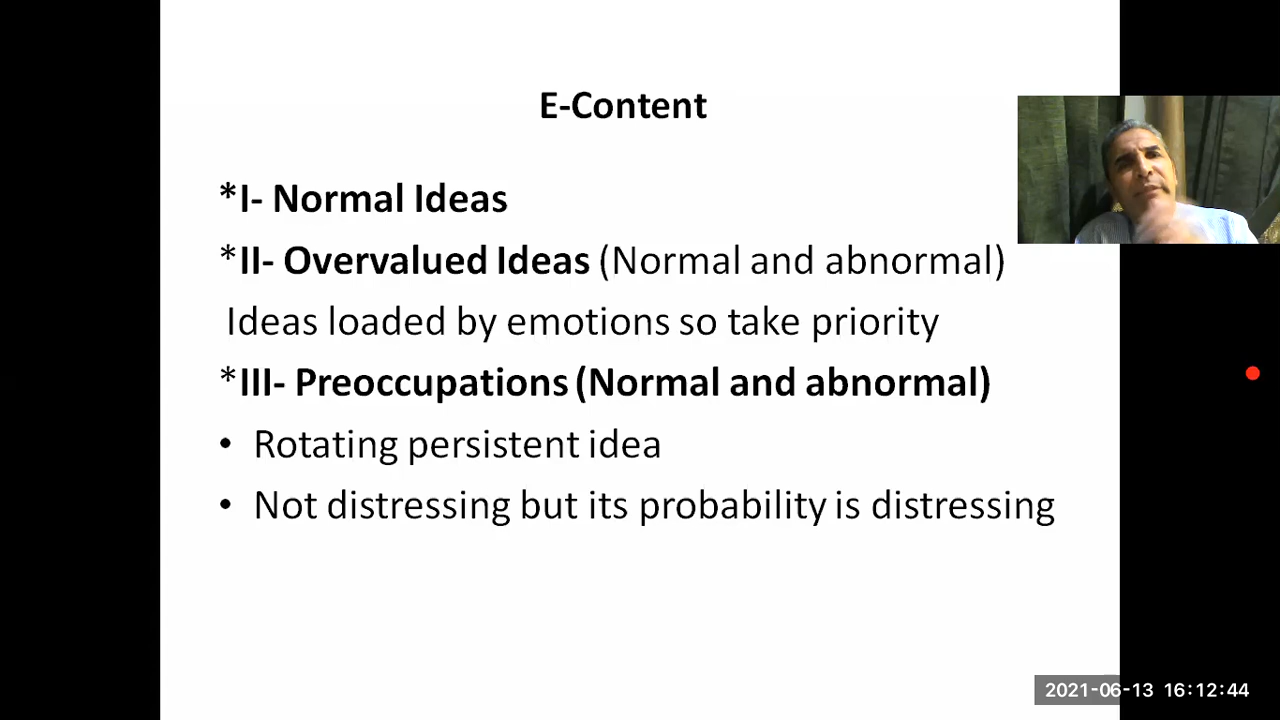 E-Content
*I- Normal Ideas
*II- Overvalued Ideas (Normal and abnormal)
Ideas loaded by emotions so take priority
*III- Preoccupations (Normal and abnormal)
• Rotating persistent idea
• Not distressing but its probability is distressing
2021-06-13 16:12:44